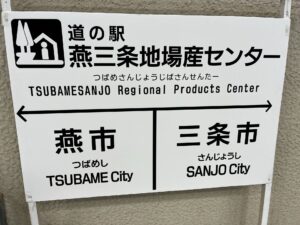 道の駅
燕三条地場産センター
つばめさんじょうじばさんせんたー
TSUBAMESANJO Regional Products Center
燕市
つばめし
TSUBAME City
三条市
さんじょうし
SANJO City